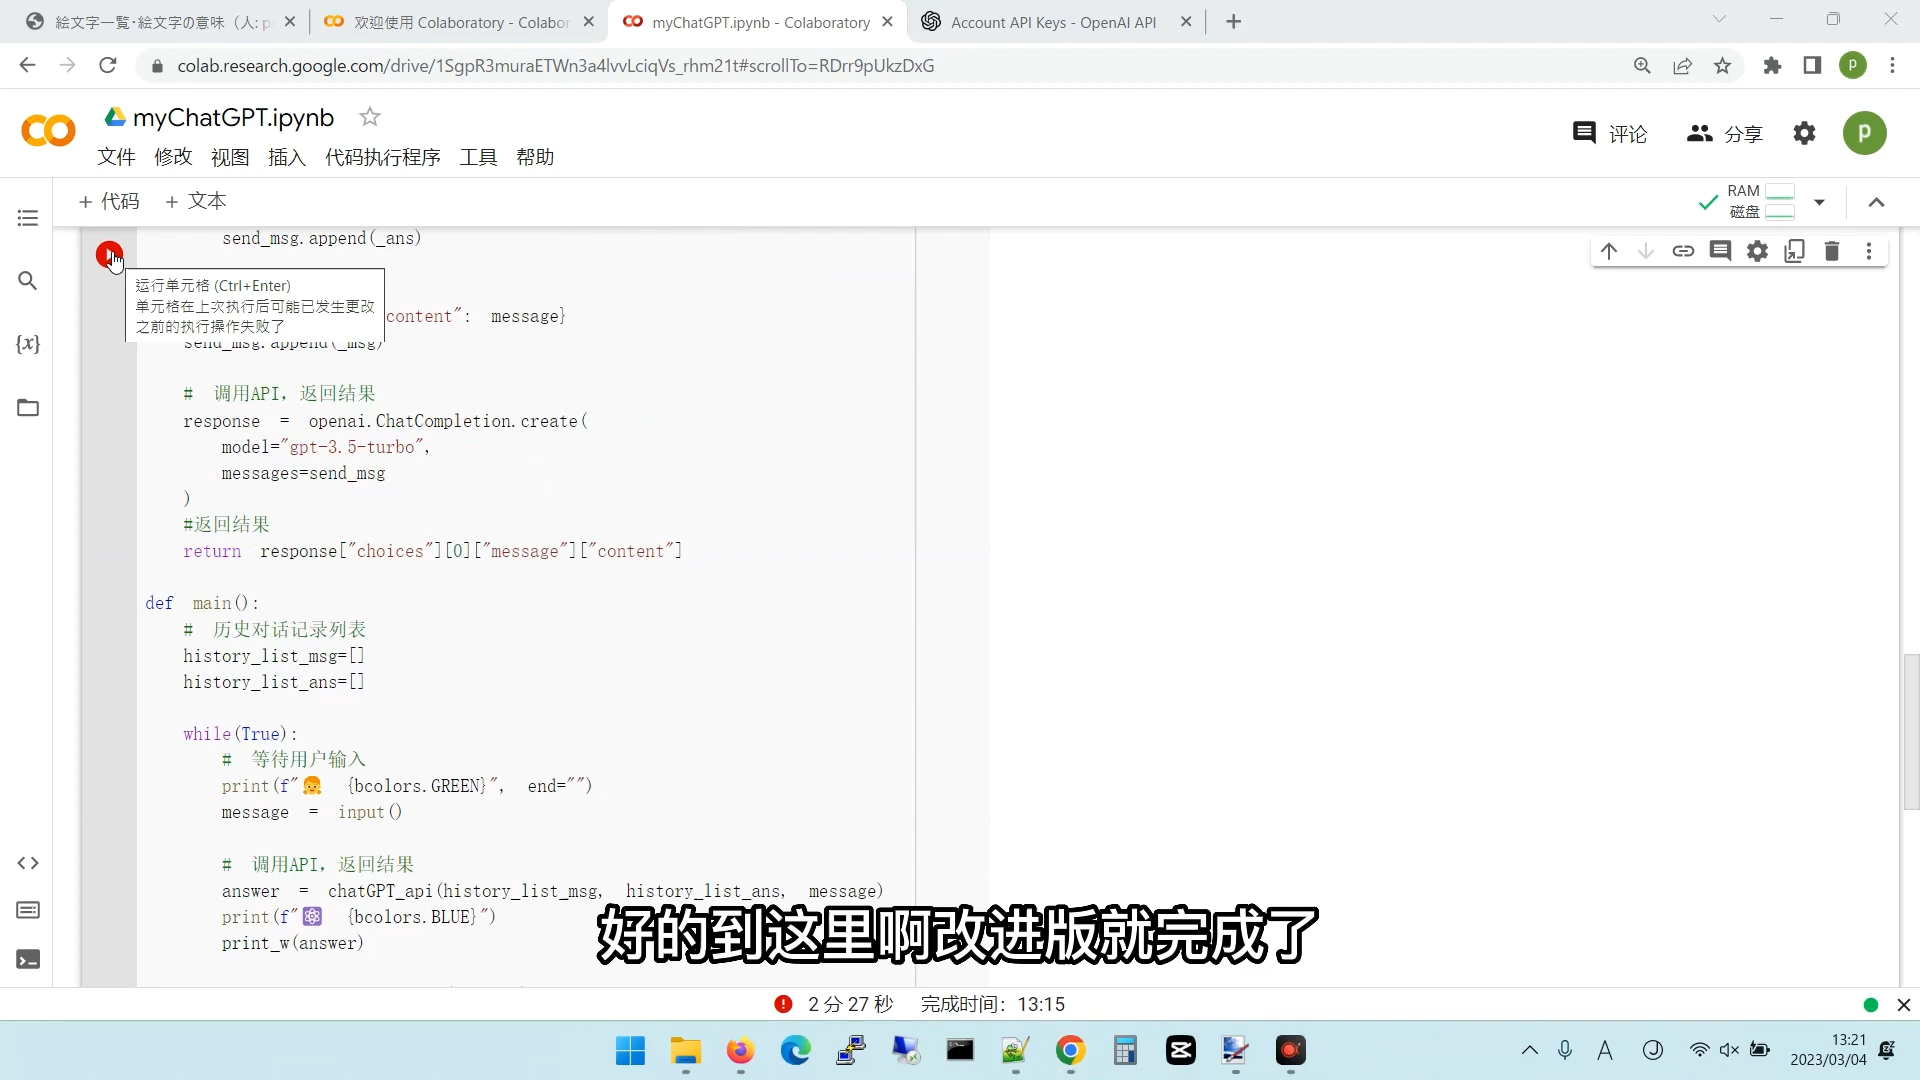 絵文字一覧･絵文字の意味（人: p
欢迎使用 Colaboratory - Colabor
myChatGPT.ipynb - Colaboratory
Account API Keys - OpenAI API
colab.research.google.com/drive/1SgpR3muraETWn3a4lvvLciqVs_rhm21t#scrollTo=RDrr9pUkzDxG
P
myChatGPT.ipynb
文件 修改 视图 插入 代码执行程序 工具 帮助
评论 分享
P
+ 代码 + 文本
RAM
磁盘
send_msg.append(_ans)
运行单元格 (Ctrl+Enter)
单元格在上次执行后可能已发生更改
之前的执行操作失败了
content": message}
send_msg.append(_msg)
# 调用API，返回结果
response = openai.ChatCompletion.create(
model="gpt-3.5-turbo",
messages=send_msg
)
#返回结果
return response["choices"][0]["message"]["content"]
def main():
# 历史对话记录列表
history_list_msg=[]
history_list_ans=[]
while(True):
# 等待用户输入
print(f"👧 {bcolors.GREEN}", end="")
message = input()
# 调用API，返回结果
answer = chatGPT_api(history_list_msg, history_list_ans, message)
print(f"⚛️ {bcolors.BLUE}")
print_w(answer)
好的到这里啊改进版就完成了
2 分 27 秒 完成时间：13:15
A
13:21
2023/03/04